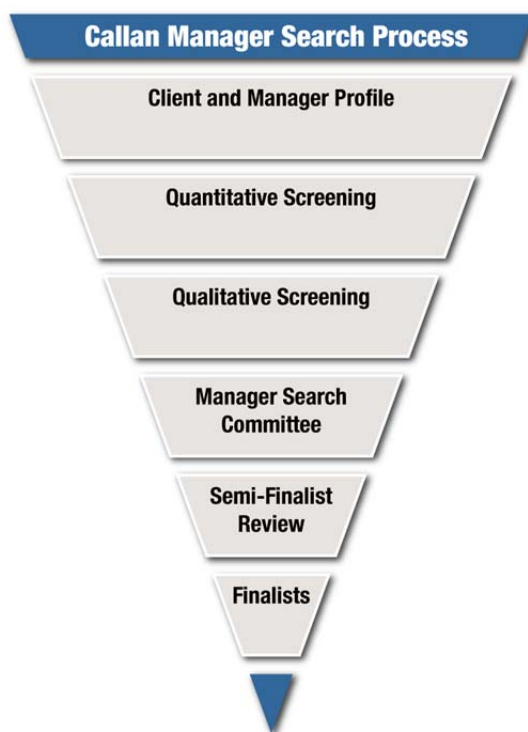 Callan Manager Search Process
Client and Manager Profile
Quantitative Screening
Qualitative Screening
Manager Search
Committee
Semi-Finalist
Review
Finalists